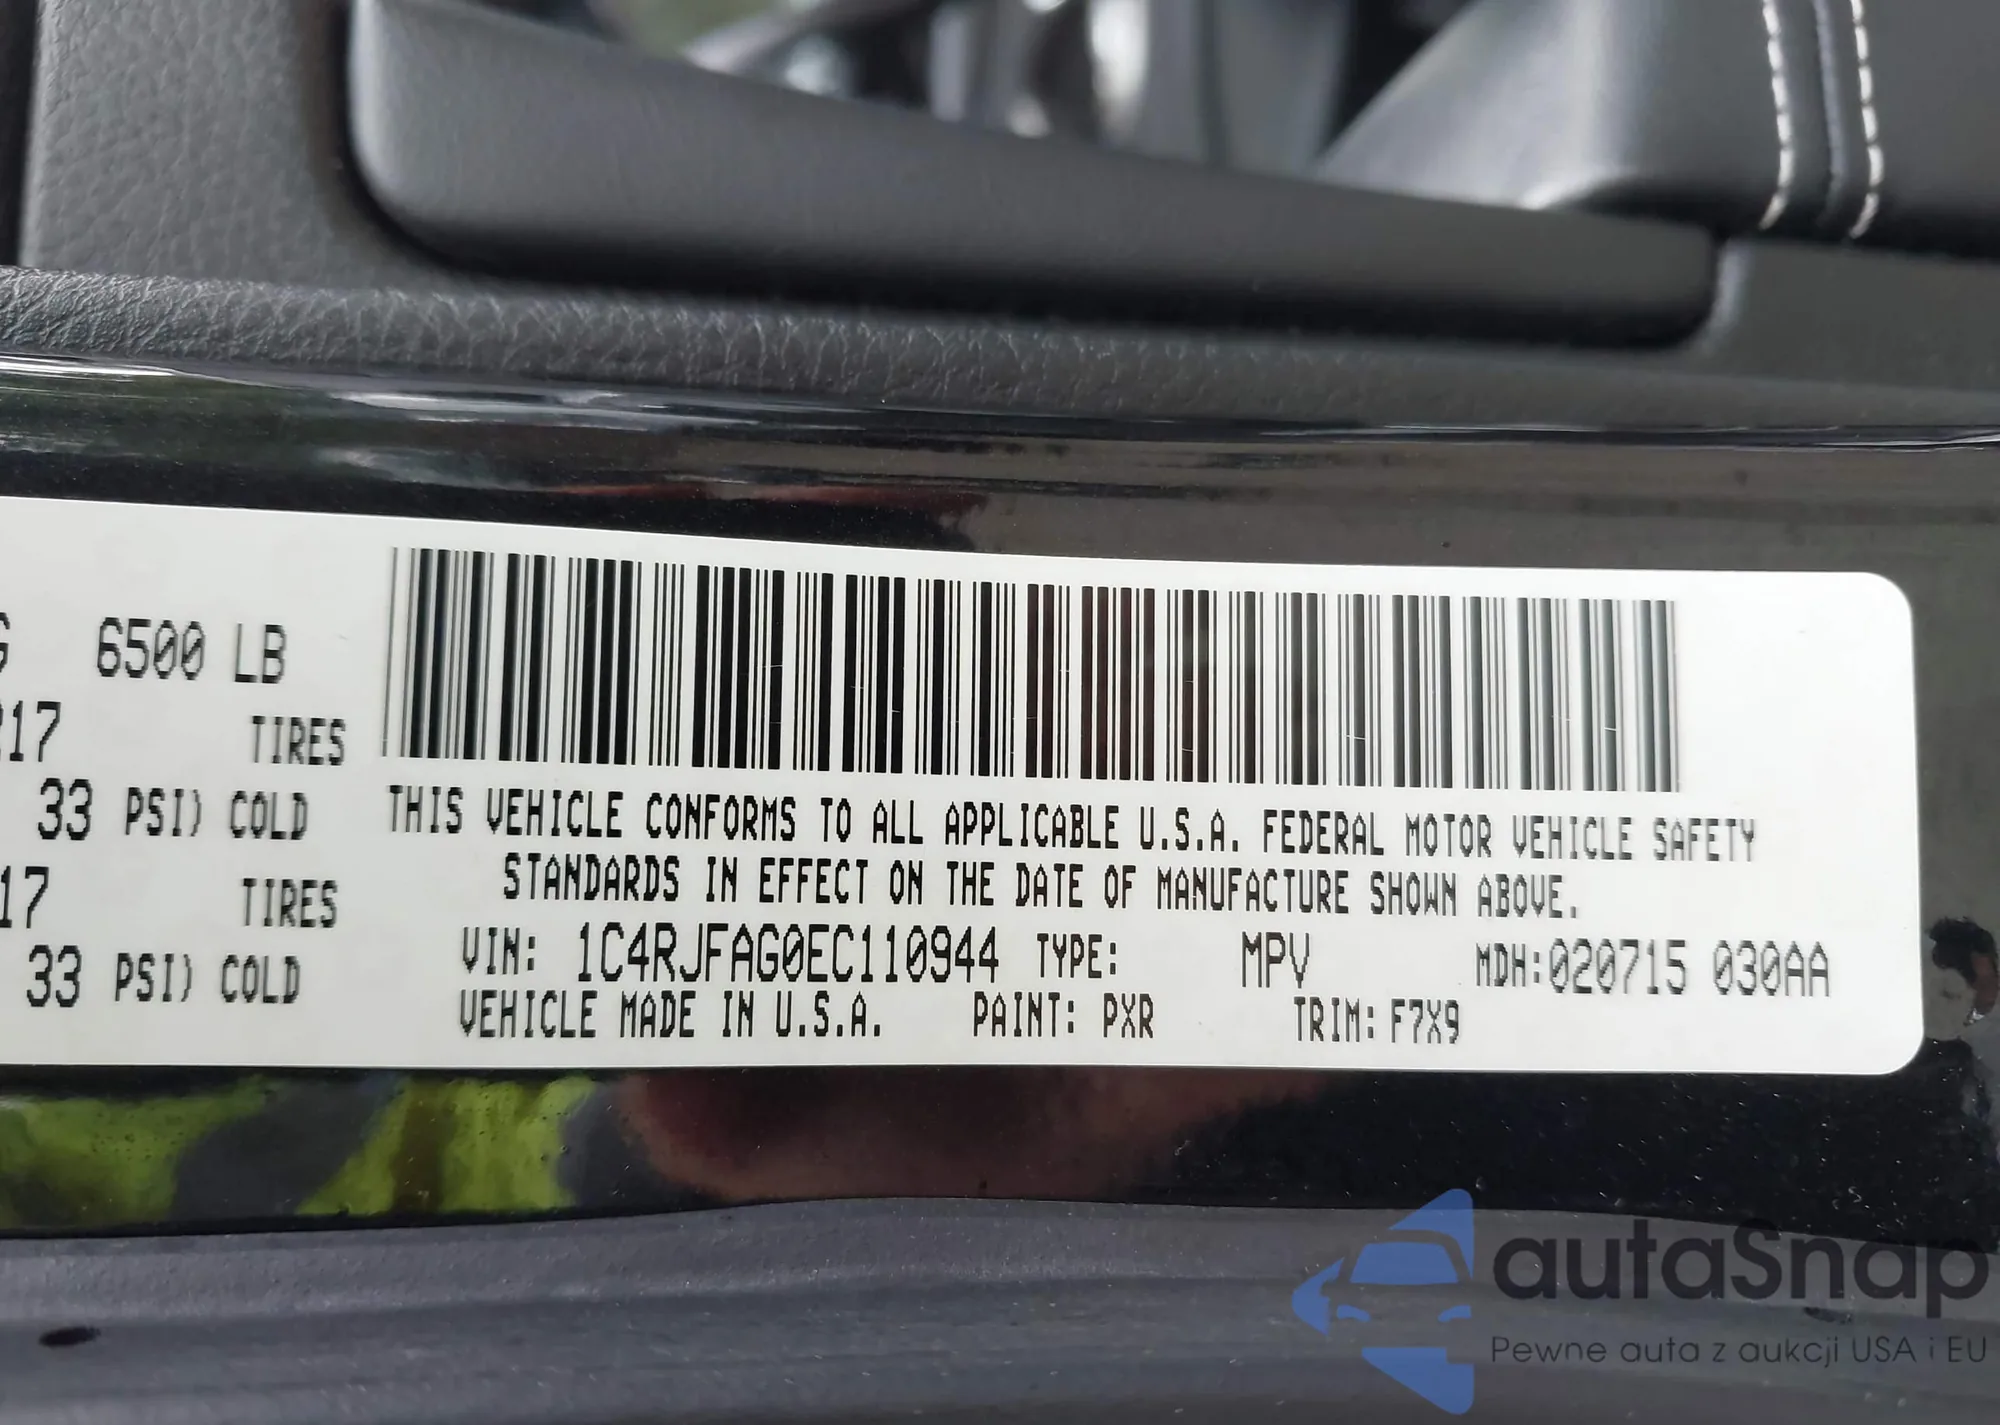 6500 LB
17 TIRES
33 PSI) COLD
17 TIRES
33 PSI) COLD
THIS VEHICLE CONFORMS TO ALL APPLICABLE U.S.A. FEDERAL MOTOR VEHICLE SAFETY
STANDARDS IN EFFECT ON THE DATE OF MANUFACTURE SHOWN ABOVE.
VIN: 1C4RJFAG0EC110944 TYPE: MPV MDH:020715 030AA
VEHICLE MADE IN U.S.A. PAINT: PXR TRIM:F7X9
autaSnap
Pewne auta z aukcji USA i EU